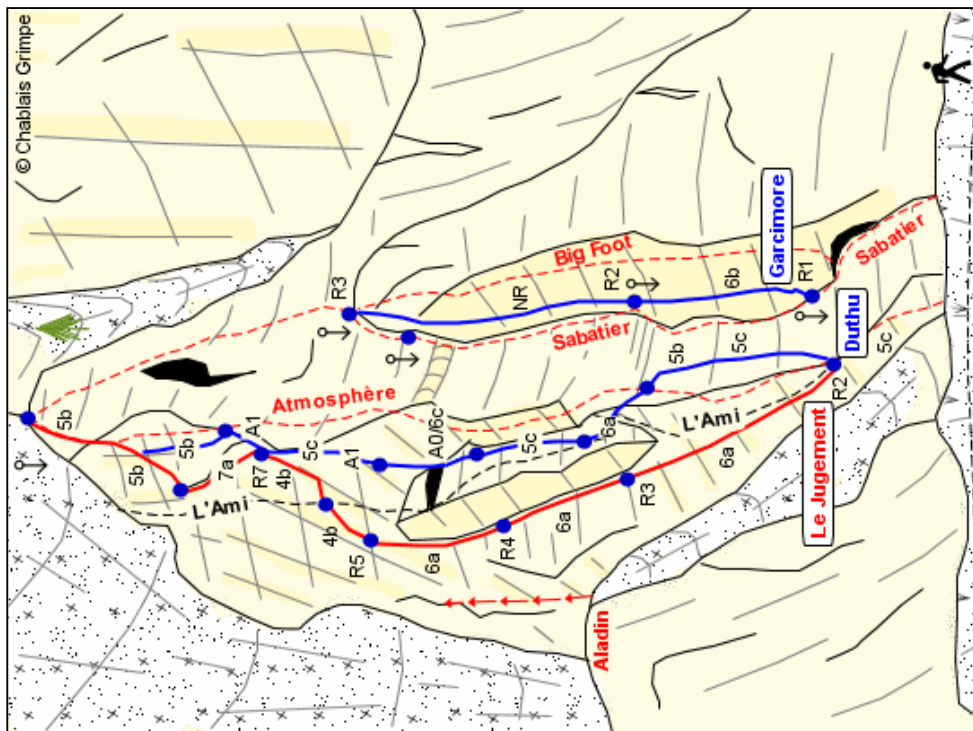 © Chablais Grimpe
5b
R3
5b
5b
A1
Atmosphère
Big Foot
NR
R2
6b
Garcimore
R1
Sabatier
Sabatier
7a
R7
5c
4b
A1
A0/6c
5c
6a
5b
5c
L'Ami
Duthu
5c
R2
L'Ami
4b
R5
6a
R4
6a
R3
6a
Le Jugement
Aladin